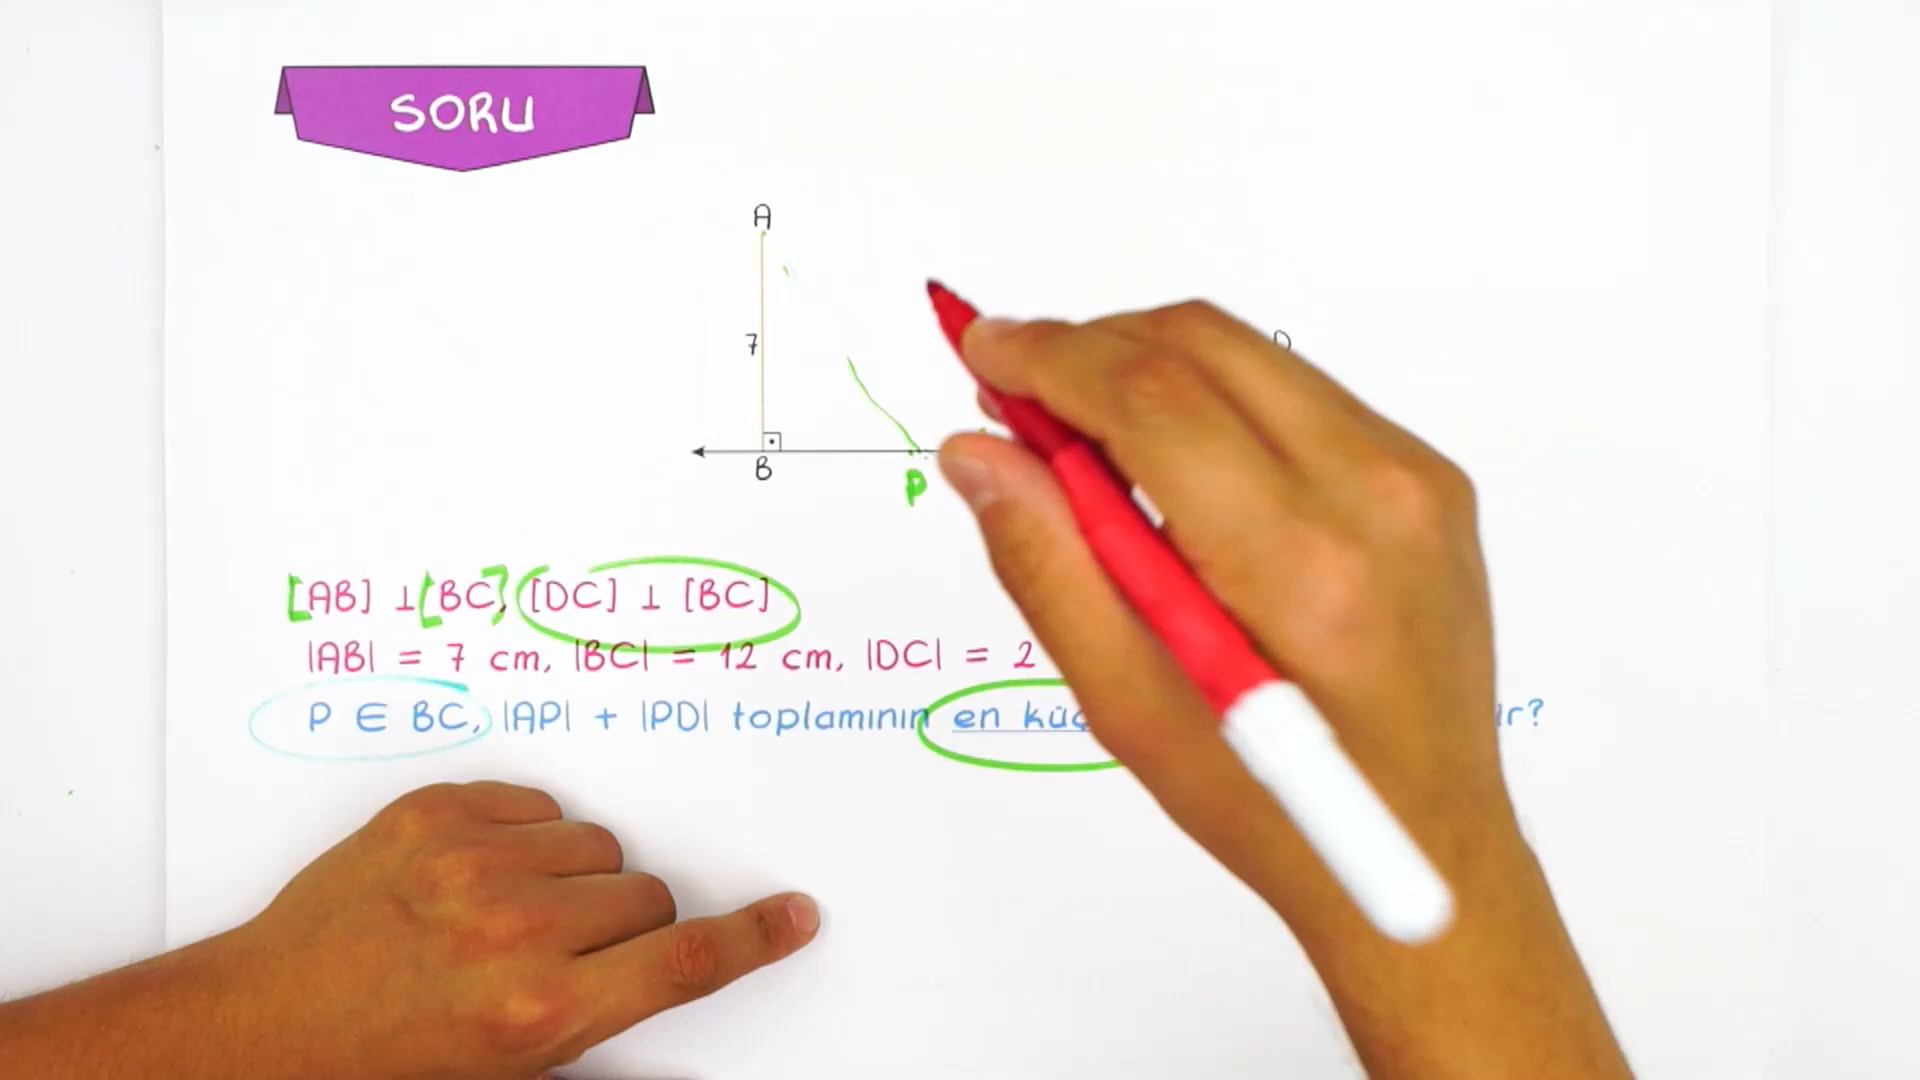 SORU
A
7
D
B
P
[AB] ⊥ [BC], [DC] ⊥ [BC]
|AB| = 7 cm, |BC| = 12 cm, |DC| = 2
P ∈ BC, |AP| + |PD| toplamının en